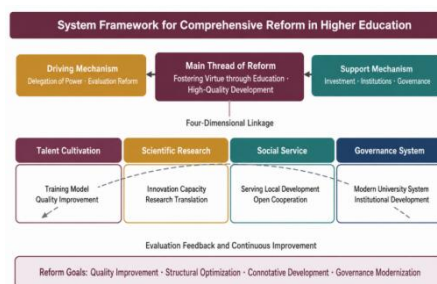 System Framework for Comprehensive Reform in Higher Education
Driving Mechanism
Delegation of Power · Evaluation Reform
Main Thread of Reform
Fostering Virtue through Education ·
High-Quality Development
Support Mechanism
Investment · Institutions · Governance
Four-Dimensional Linkage
Talent Cultivation
Training Model
Quality Improvement
Scientific Research
Innovation Capacity
Research Translation
Social Service
Serving Local Development
Open Cooperation
Governance System
Modern University System
Institutional Development
Evaluation Feedback and Continuous Improvement
Reform Goals: Quality Improvement · Structural Optimization · Connotative Development · Governance Modernization